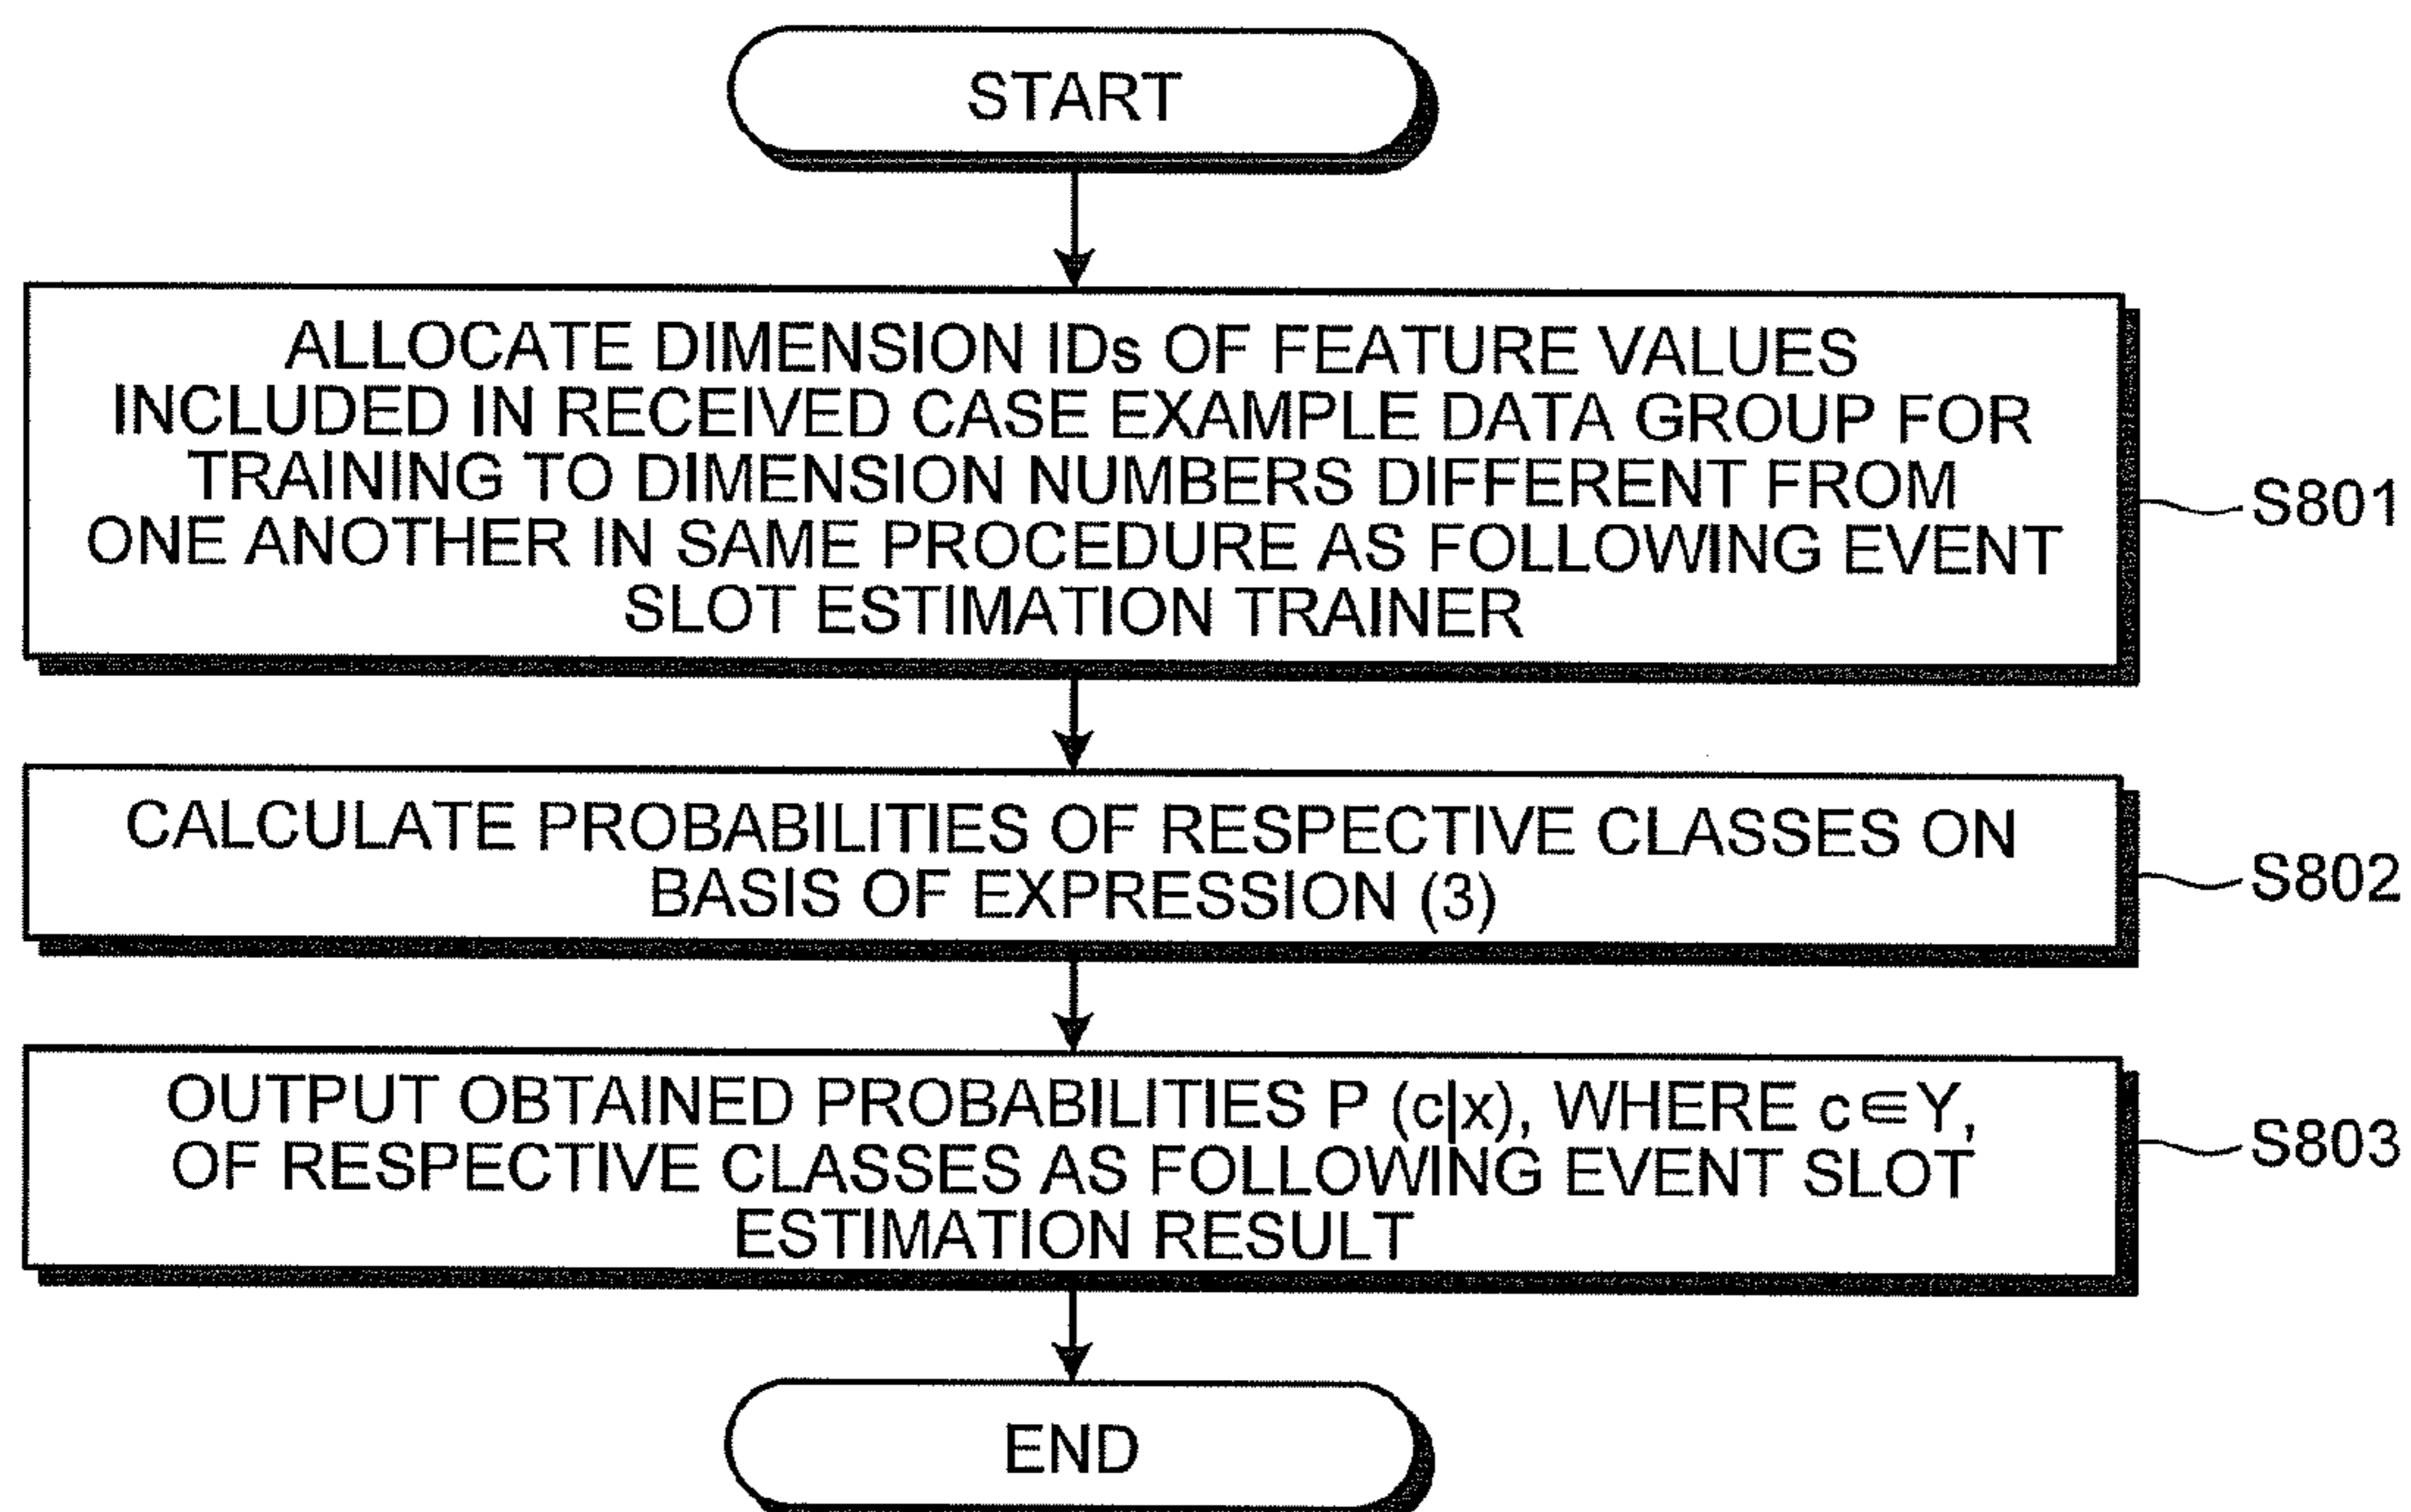 START
ALLOCATE DIMENSION IDs OF FEATURE VALUES
INCLUDED IN RECEIVED CASE EXAMPLE DATA GROUP FOR
TRAINING TO DIMENSION NUMBERS DIFFERENT FROM
ONE ANOTHER IN SAME PROCEDURE AS FOLLOWING EVENT
SLOT ESTIMATION TRAINER
S801
CALCULATE PROBABILITIES OF RESPECTIVE CLASSES ON
BASIS OF EXPRESSION (3)
S802
OUTPUT OBTAINED PROBABILITIES P (c|x), WHERE c∈Y,
OF RESPECTIVE CLASSES AS FOLLOWING EVENT SLOT
ESTIMATION RESULT
S803
END